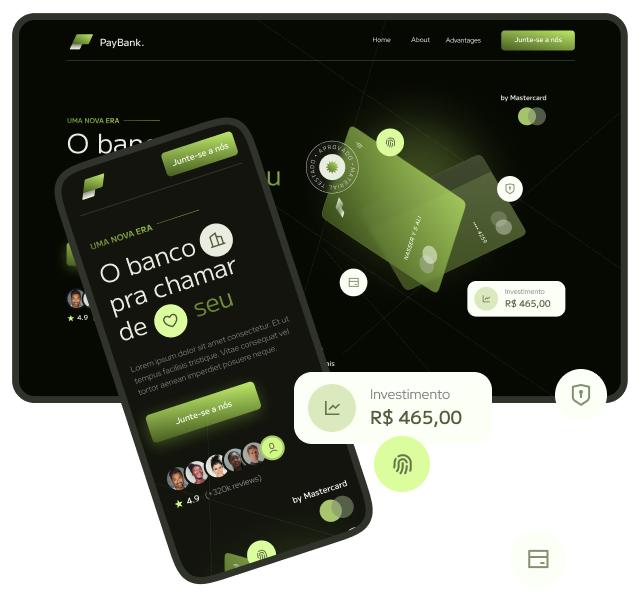 PayBank.
Home
About
Advantages
Junte-se a nós
UMA NOVA ERA
O banc
by Mastercard
APROVADO • MATERIAL TESTADO •
NASSER Y S ALI
4.9
Investimento
R$ 465,00
Junte-se a nós
UMA NOVA ERA
O banco
pra chamar
de seu
Lorem ipsum dolor sit amet consectetur. Et ut
tempus facilisis tristique. Vitae consequat vel
tortor aenean imperdiet posuere neque.
Junte-se a nós
4.9 (+320k reviews)
by Mastercard
Investimento
R$ 465,00